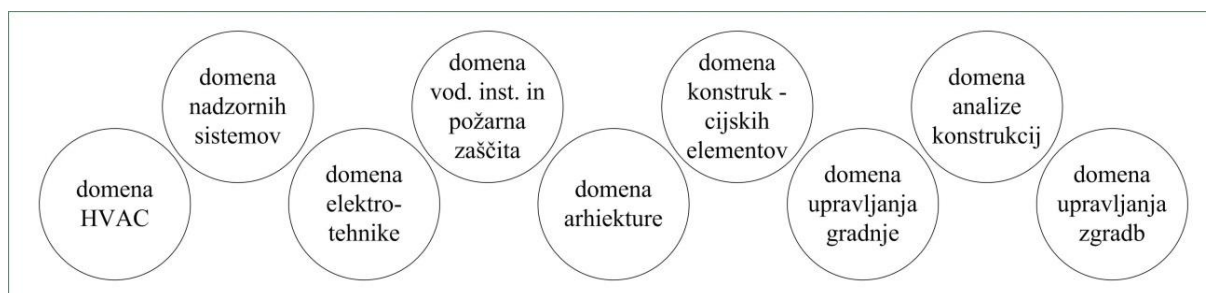 domena
HVAC
domena
nadzornih
sistemov
domena
elektro-
tehnike
domena
vod. inst. in
požarna
zaščita
domena
arhiekture
domena
konstruk -
cijskih
elementov
domena
upravljanja
gradnje
domena
analize
konstrukcij
domena
upravljanja
zgradb